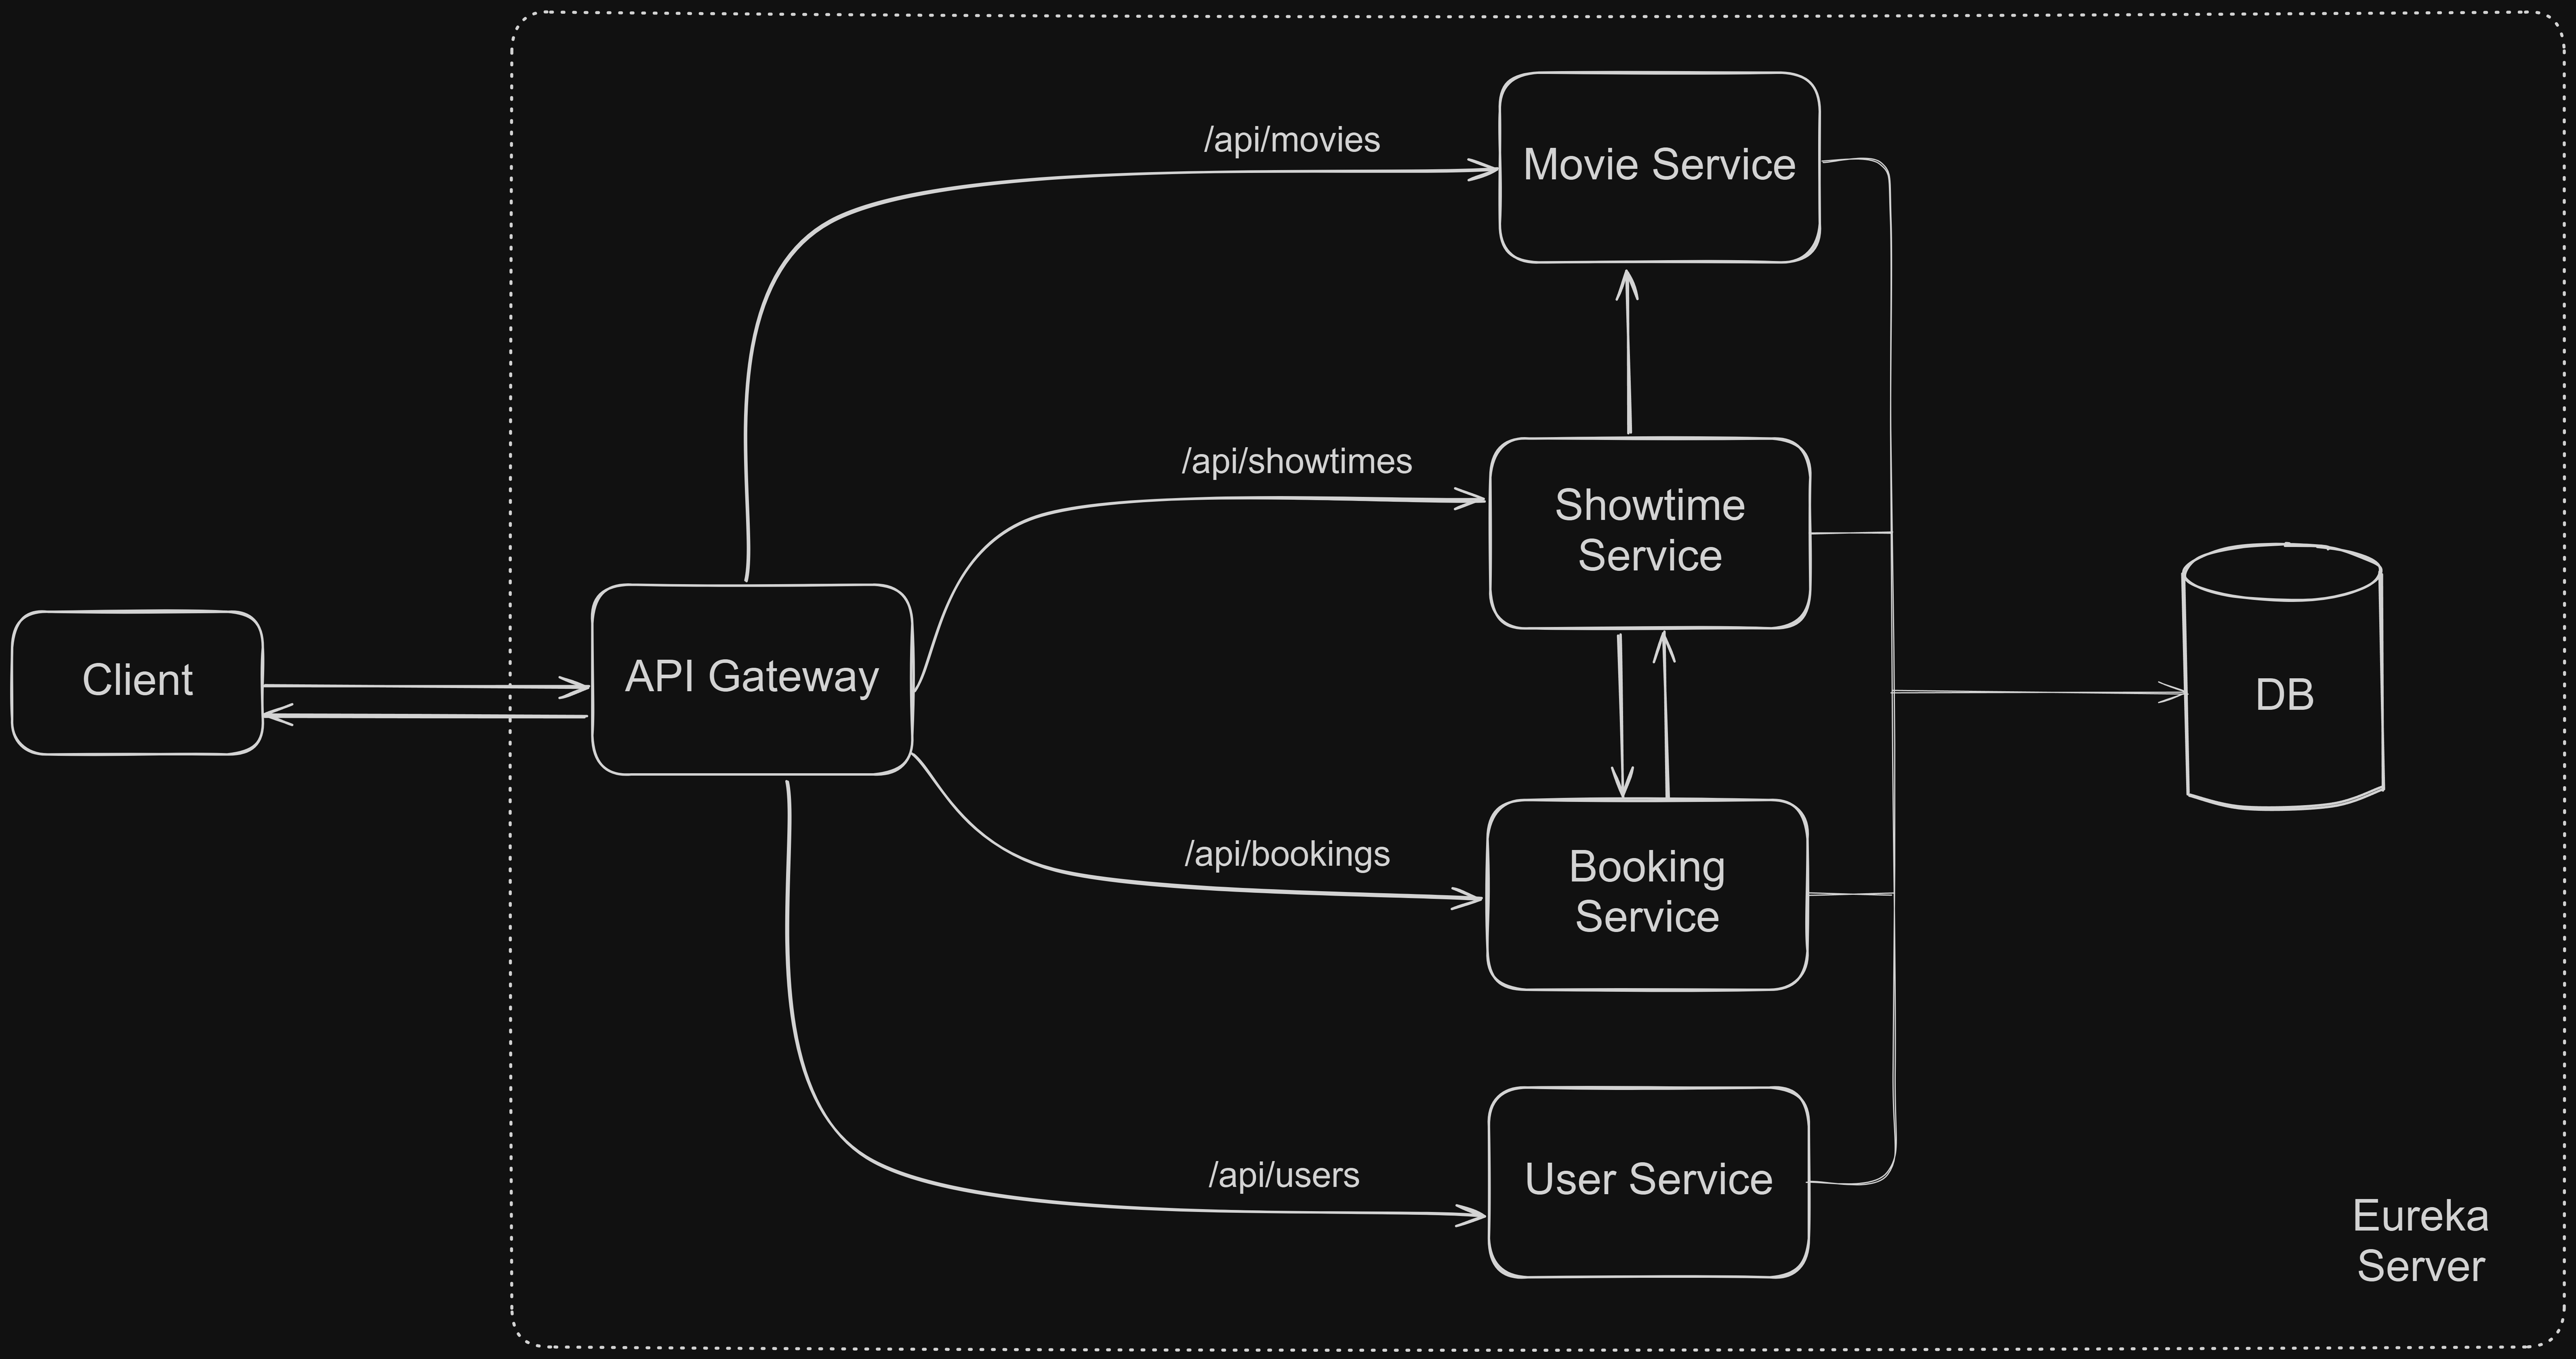 /api/movies
Movie Service
/api/showtimes
Showtime
Service
Client
API Gateway
DB
/api/bookings
Booking
Service
/api/users
User Service
Eureka
Server